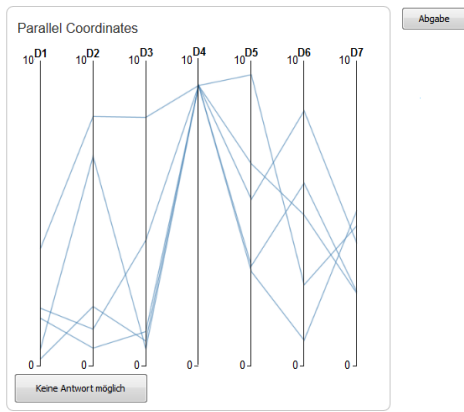 Parallel Coordinates
Abgabe
D1 D2 D3 D4 D5 D6 D7
10 10 10 10 10 10 10
0 0 0 0 0 0 0
Keine Antwort möglich